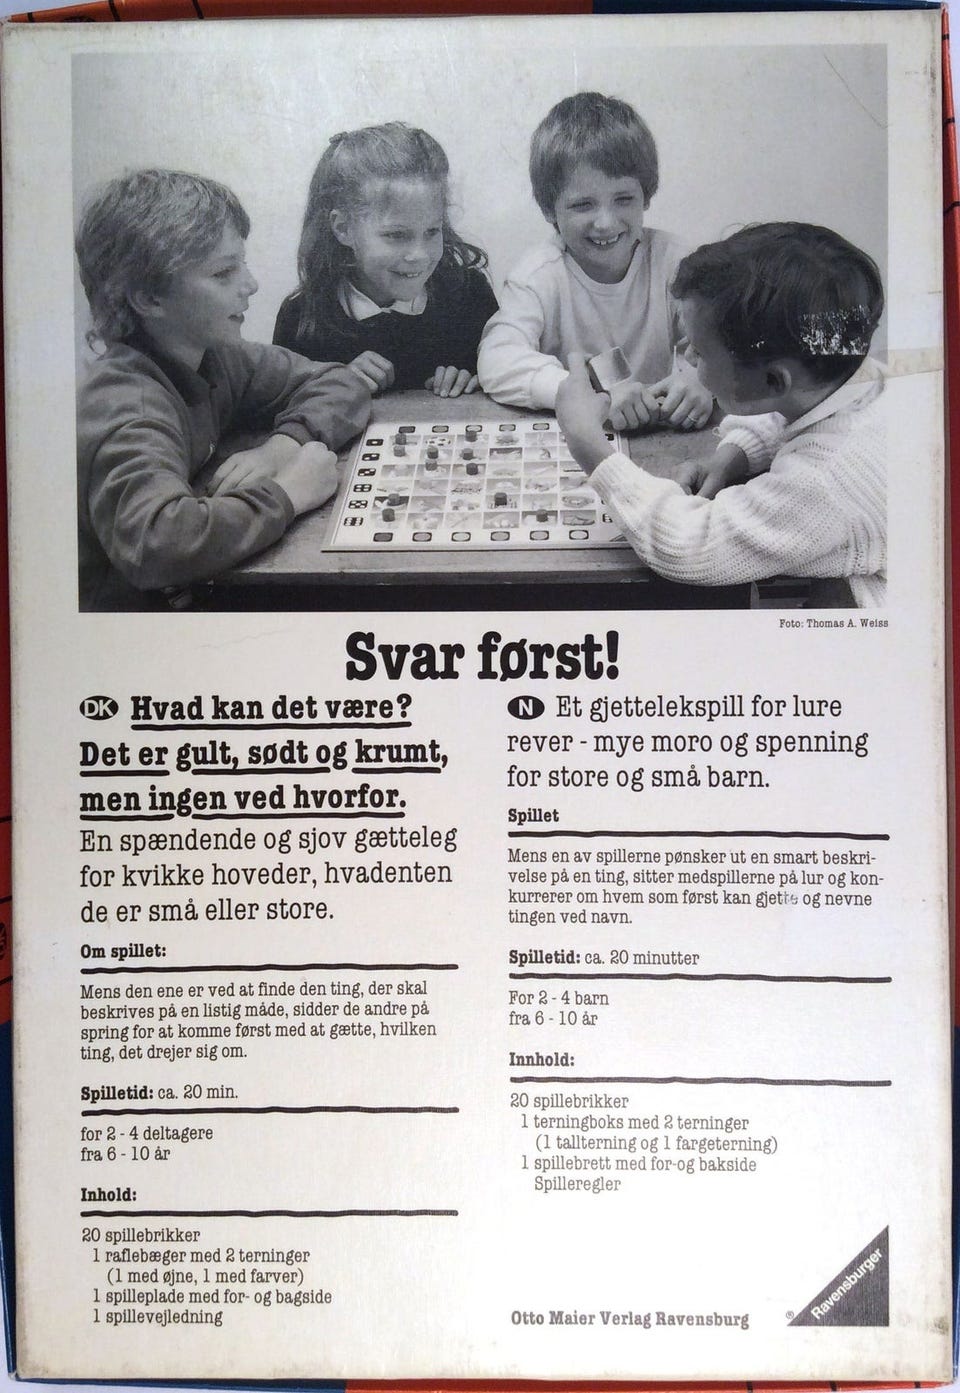 Foto: Thomas A. Weiss
Svar først!
DK Hvad kan det være?
Det er gult, sødt og krumt,
men ingen ved hvorfor.
En spændende og sjov gætteleg
for kvikke hoveder, hvadenten
de er små eller store.
Om spillet:
Mens den ene er ved at finde den ting, der skal
beskrives på en listig måde, sidder de andre på
spring for at komme først med at gætte, hvilken
ting, det drejer sig om.
Spilletid: ca. 20 min.
for 2 - 4 deltagere
fra 6 - 10 år
Inhold:
20 spillebrikker
1 raflebæger med 2 terninger
(1 med øjne, 1 med farver)
1 spilleplade med for- og bagside
1 spillevejledning
N Et gjettelekspill for lure
rever - mye moro og spenning
for store og små barn.
Spillet
Mens en av spillerne pønsker ut en smart beskri-
velse på en ting, sitter medspillerne på lur og kon-
kurrerer om hvem som først kan gjette og nevne
tingen ved navn.
Spilletid: ca. 20 minutter
For 2 - 4 barn
fra 6 - 10 år
Innhold:
20 spillebrikker
1 terningboks med 2 terninger
(1 tallterning og 1 fargeterning)
1 spillebrett med for-og bakside
Spilleregler
Otto Maier Verlag Ravensburg
® Ravensburger